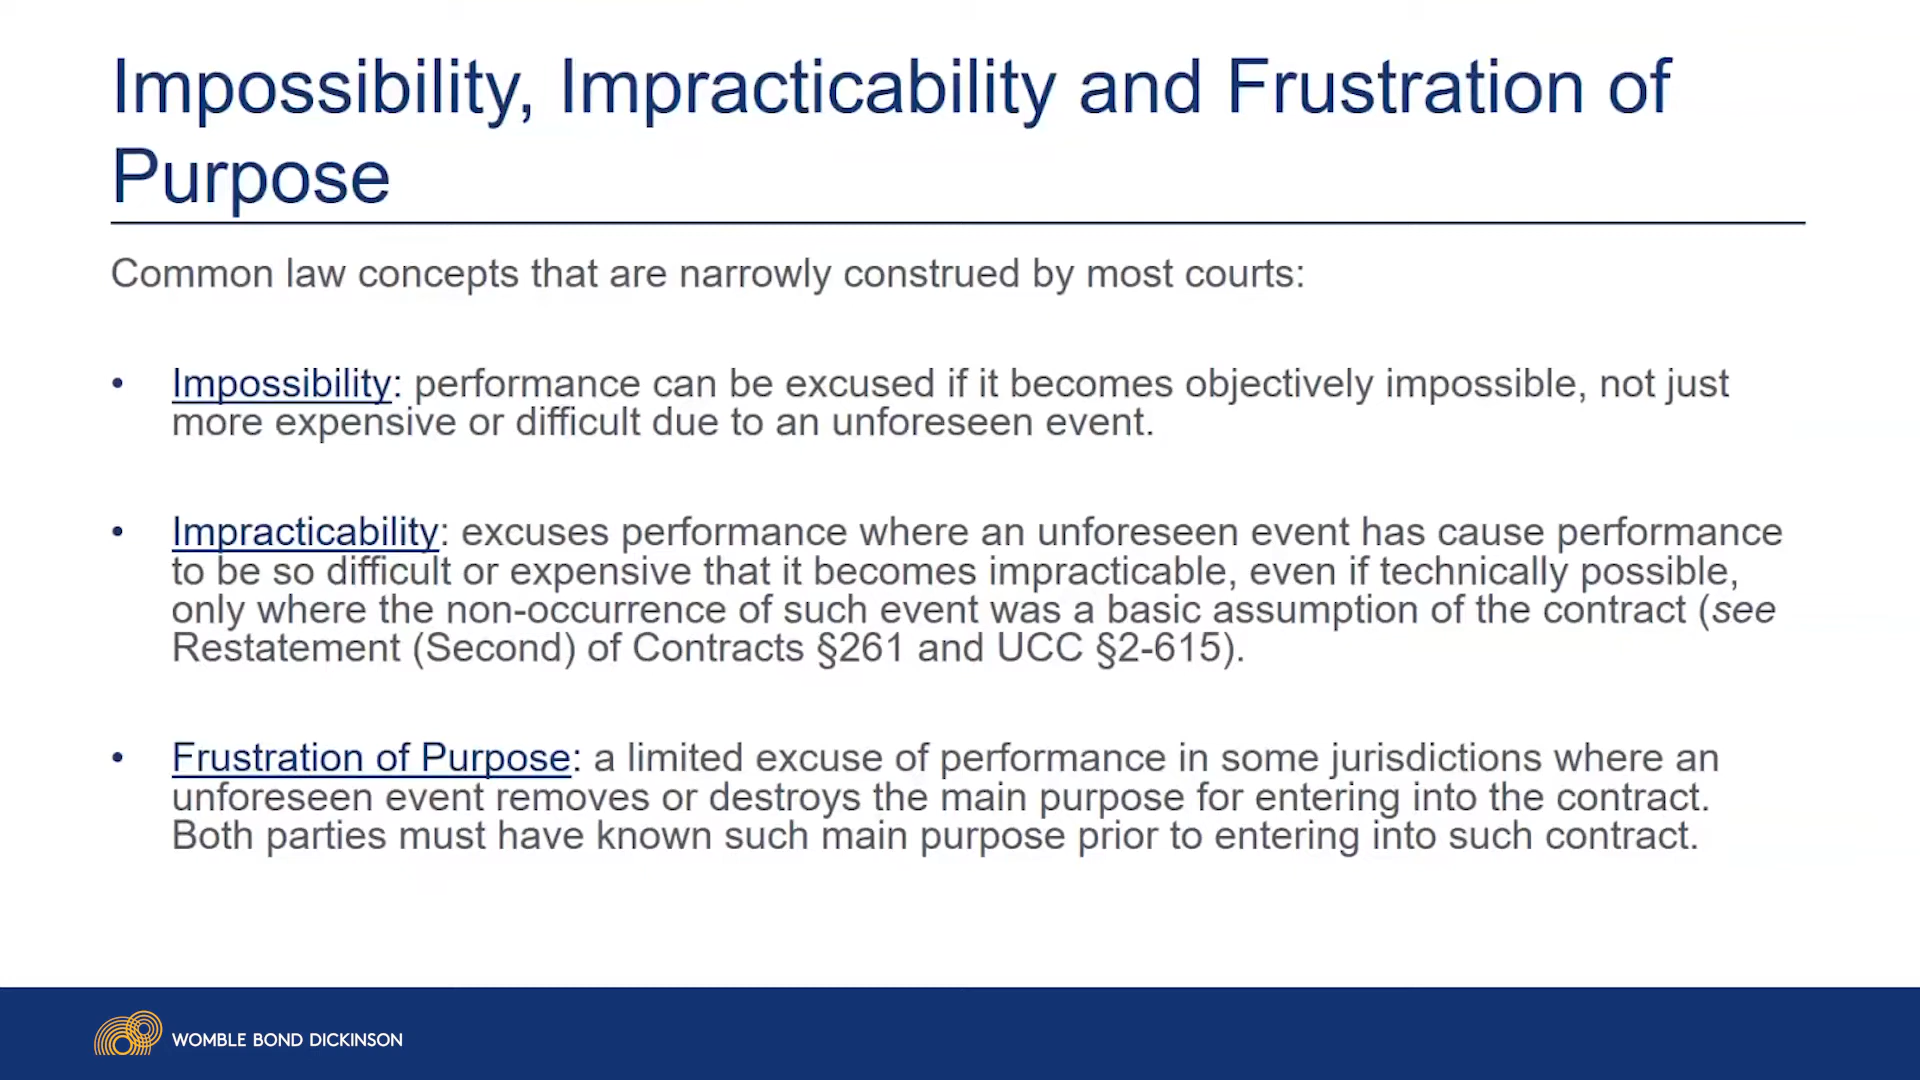 Impossibility, Impracticability and Frustration of
Purpose
Common law concepts that are narrowly construed by most courts:
• Impossibility: performance can be excused if it becomes objectively impossible, not just
more expensive or difficult due to an unforeseen event.
• Impracticability: excuses performance where an unforeseen event has cause performance
to be so difficult or expensive that it becomes impracticable, even if technically possible,
only where the non-occurrence of such event was a basic assumption of the contract (see
Restatement (Second) of Contracts §261 and UCC §2-615).
• Frustration of Purpose: a limited excuse of performance in some jurisdictions where an
unforeseen event removes or destroys the main purpose for entering into the contract.
Both parties must have known such main purpose prior to entering into such contract.
WOMBLE BOND DICKINSON